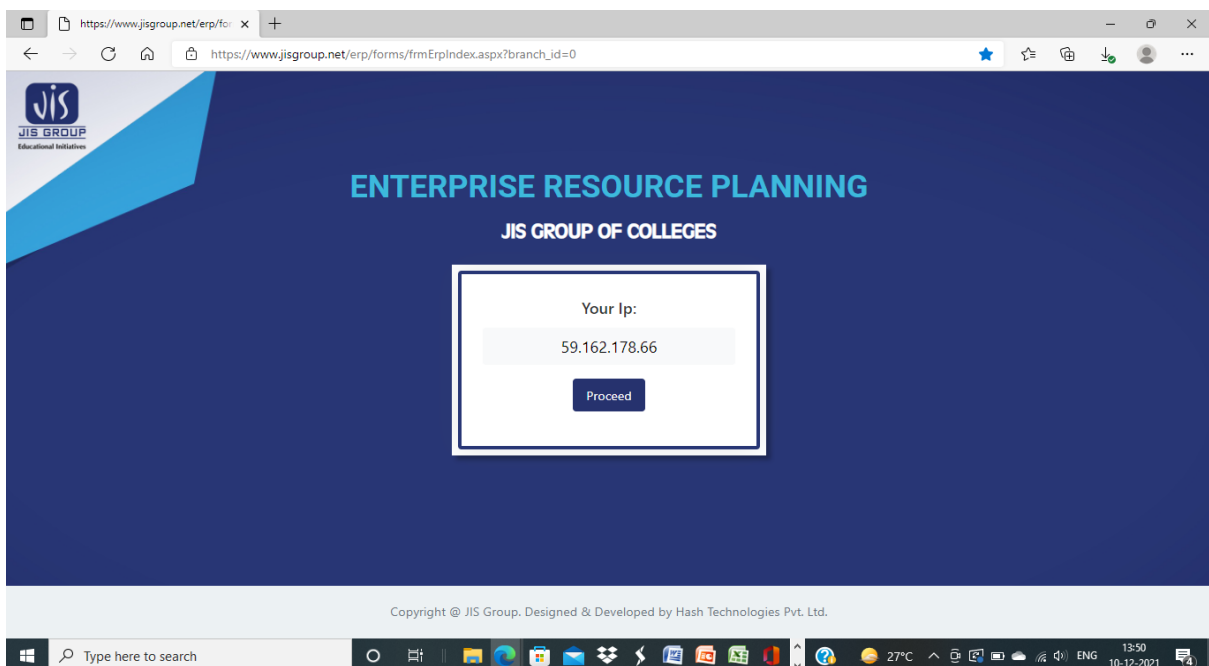 https://www.jisgroup.net/erp/for
https://www.jisgroup.net/erp/forms/frmErpIndex.aspx?branch_id=0
JIS
JIS GROUP
Educational Initiatives
ENTERPRISE RESOURCE PLANNING
JIS GROUP OF COLLEGES
Your Ip:
59.162.178.66
Proceed
Copyright @ JIS Group. Designed & Developed by Hash Technologies Pvt. Ltd.
Type here to search
27°C
ENG
13:50
10-12-2021
4